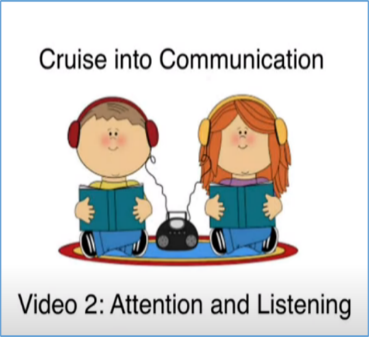 Cruise into Communication
Video 2: Attention and Listening